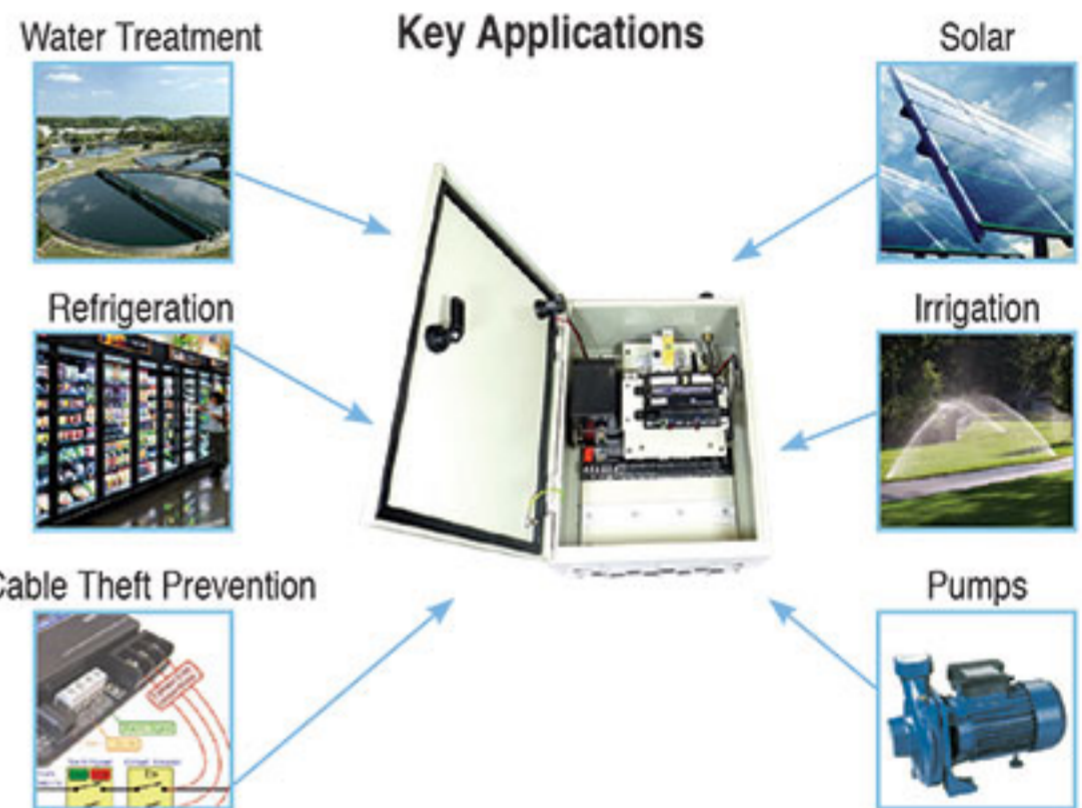 Key Applications
Water Treatment
Solar
Refrigeration
Irrigation
Cable Theft Prevention
Pumps